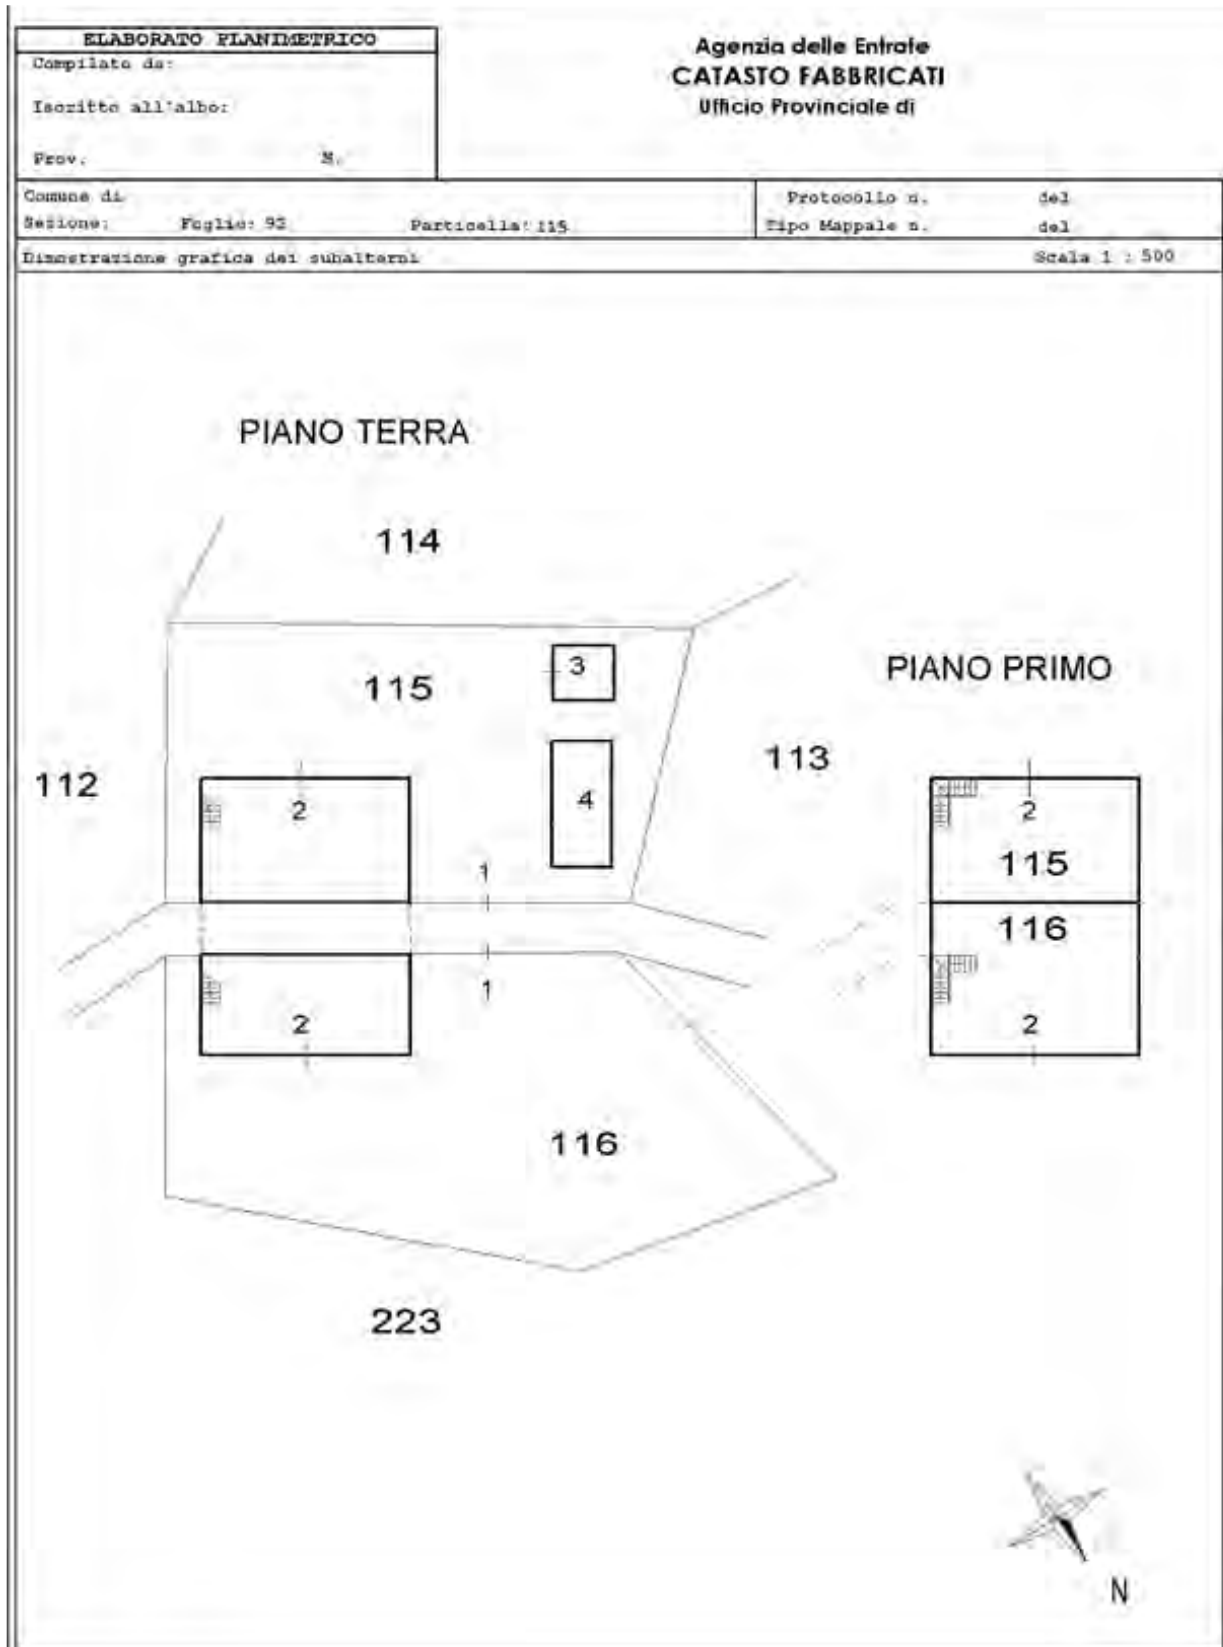 ELABORATO PLANIMETRICO
Compilato da:
Iscritto all'albo:
Prov. N.
Agenzia delle Entrate
CATASTO FABBRICATI
Ufficio Provinciale di
Comune di
Sezione: Foglio: 92 Particella: 115
Protocollo n. del
Tipo Mappale n. del
Dimostrazione grafica dei subalterni Scala 1 : 500
PIANO TERRA
114
3
115
PIANO PRIMO
112
113
2
4
2
1
115
116
1
2
2
116
223
N